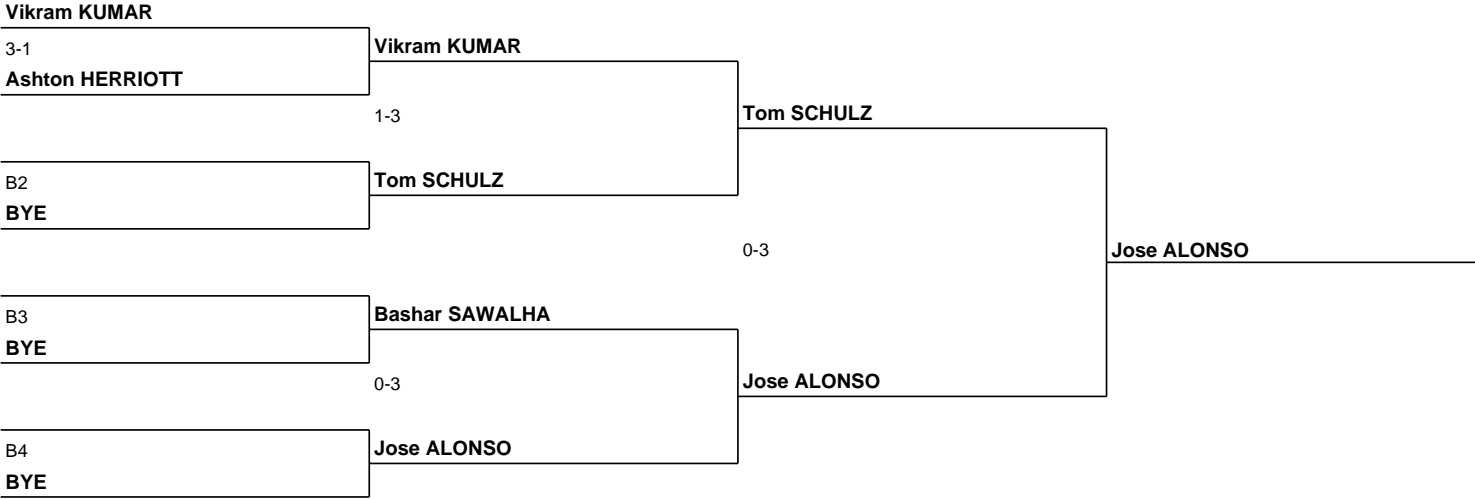 Vikram KUMAR
3-1
Ashton HERRIOTT
B2
BYE
B3
BYE
B4
BYE
Vikram KUMAR
1-3
Tom SCHULZ
Bashar SAWALHA
0-3
Jose ALONSO
Tom SCHULZ
0-3
Jose ALONSO
Jose ALONSO